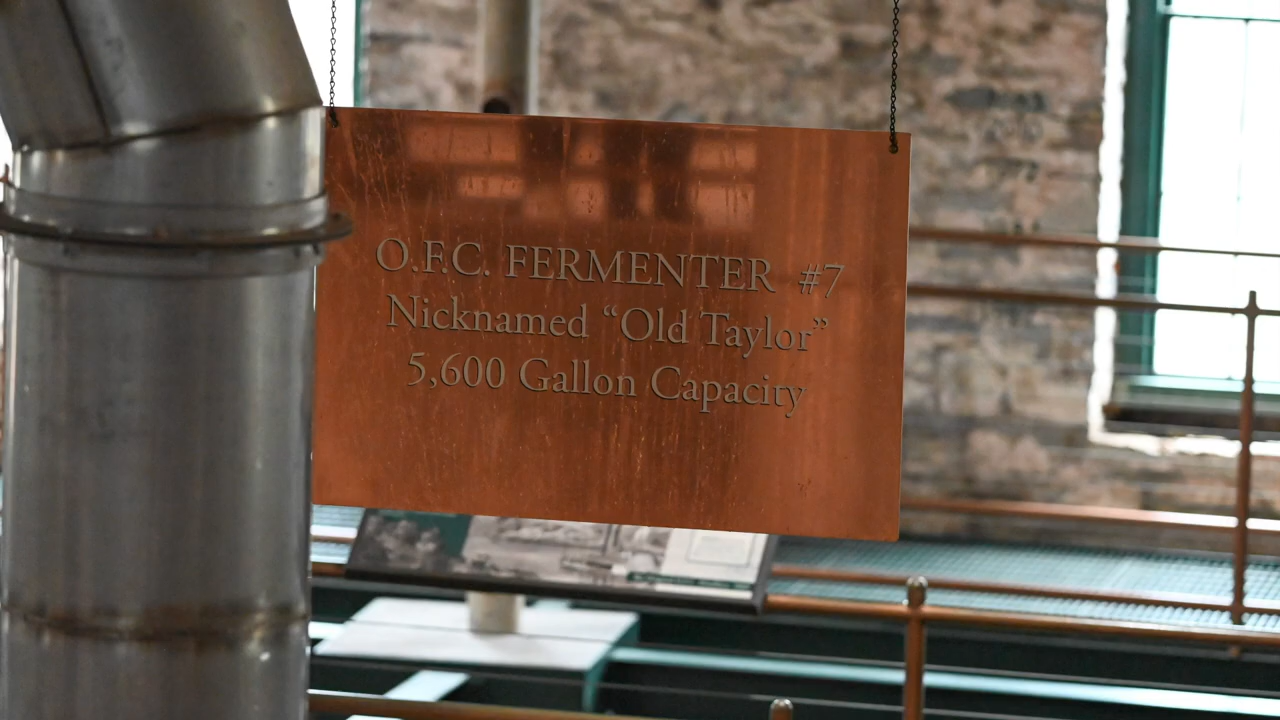 O.F.C. FERMENTER #7
Nicknamed “Old Taylor”
5,600 Gallon Capacity